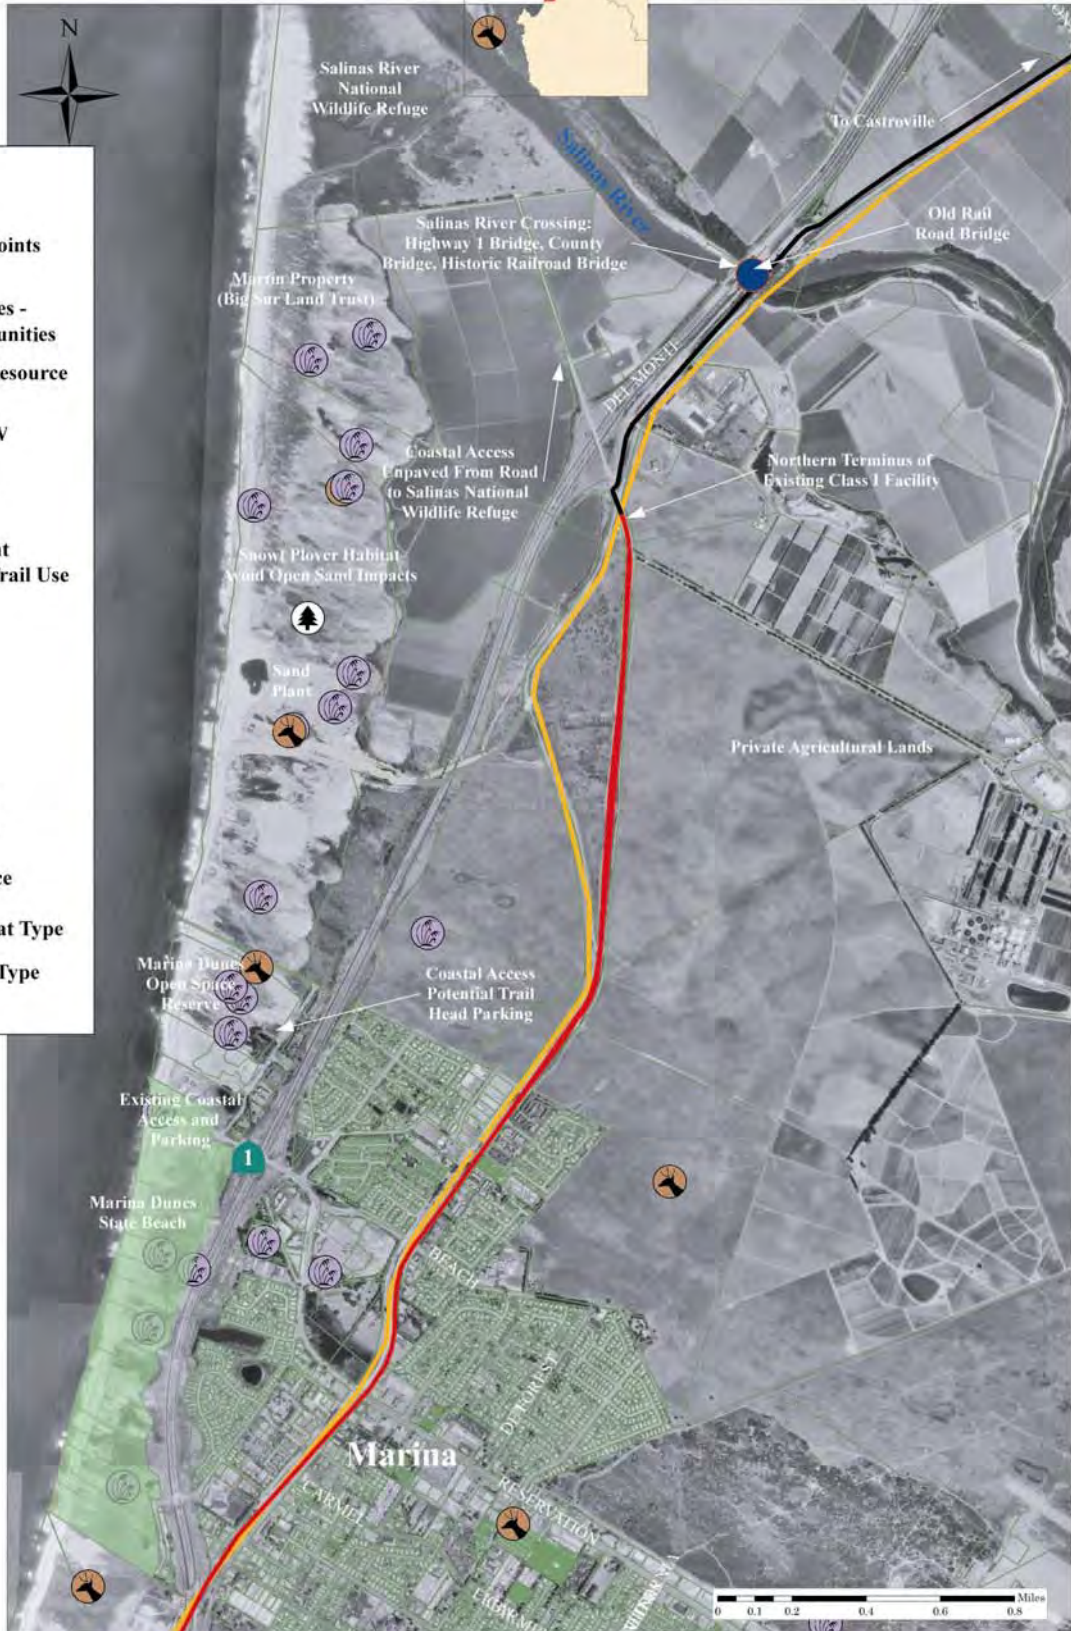 N
Salinas River
National
Wildlife Refuge
To Castroville
Salinas River
Salinas River Crossing:
Highway 1 Bridge, County
Bridge, Historic Railroad Bridge
Old Rail
Road Bridge
oints
es -
unities
esource
Martin Property
(Big Sur Land Trust)
DEL MONTE
Coastal Access
Unpaved From Road
to Salinas National
Wildlife Refuge
Northern Terminus of
Existing Class I Facility
t
rail Use
Snowt Plover Habitat
Avoid Open Sand Impacts
Sand
Plant
Private Agricultural Lands
ce
at Type
Type
Marina Dunes
Open Space
Reserve
Coastal Access
Potential Trail
Head Parking
Existing Coastal
Access and
Parking
1
Marina Dunes
State Beach
BEACH
DE FOREST
Marina
CARMEL
RESERVATION
0 0.1 0.2 0.4 0.6 0.8 Miles